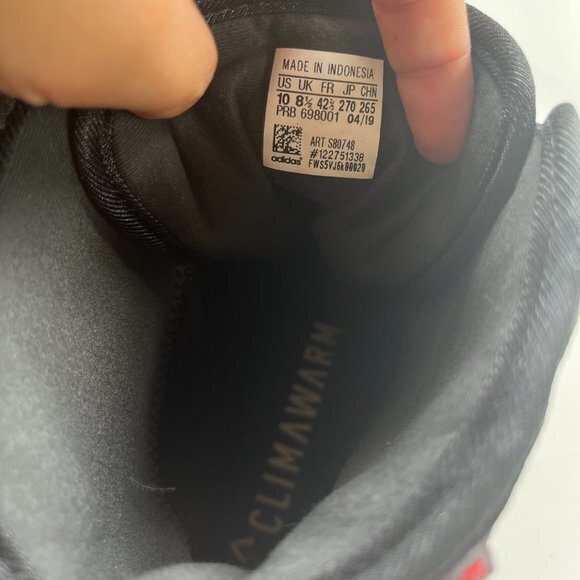 MADE IN INDONESIA
US UK FR JP CHN
10 8½ 42⅔ 270 265
PRB 698001 04/19
ART S80748
#122751338
adidas FWS5VJ6k00020
CLIMAWARM